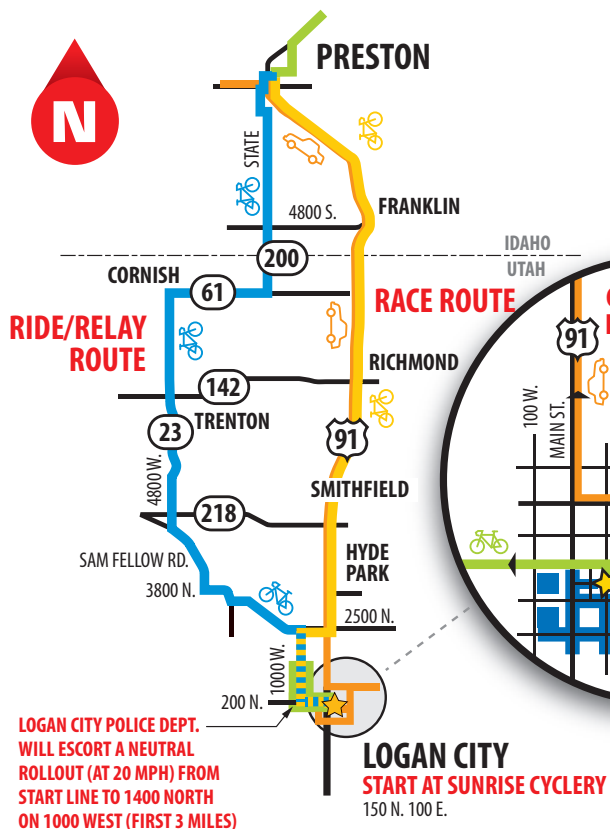 N
PRESTON
STATE
4800 S.
FRANKLIN
IDAHO
UTAH
200
CORNISH
61
RACE ROUTE
RIDE/RELAY
ROUTE
91
100 W.
MAIN ST.
RICHMOND
142
TRENTON
23
91
4800 W.
SMITHFIELD
218
SAM FELLOW RD.
HYDE
PARK
3800 N.
2500 N.
1000 W.
200 N.
LOGAN CITY POLICE DEPT.
WILL ESCORT A NEUTRAL
ROLLOUT (AT 20 MPH) FROM
START LINE TO 1400 NORTH
ON 1000 WEST (FIRST 3 MILES)
LOGAN CITY
START AT SUNRISE CYCLERY
150 N. 100 E.